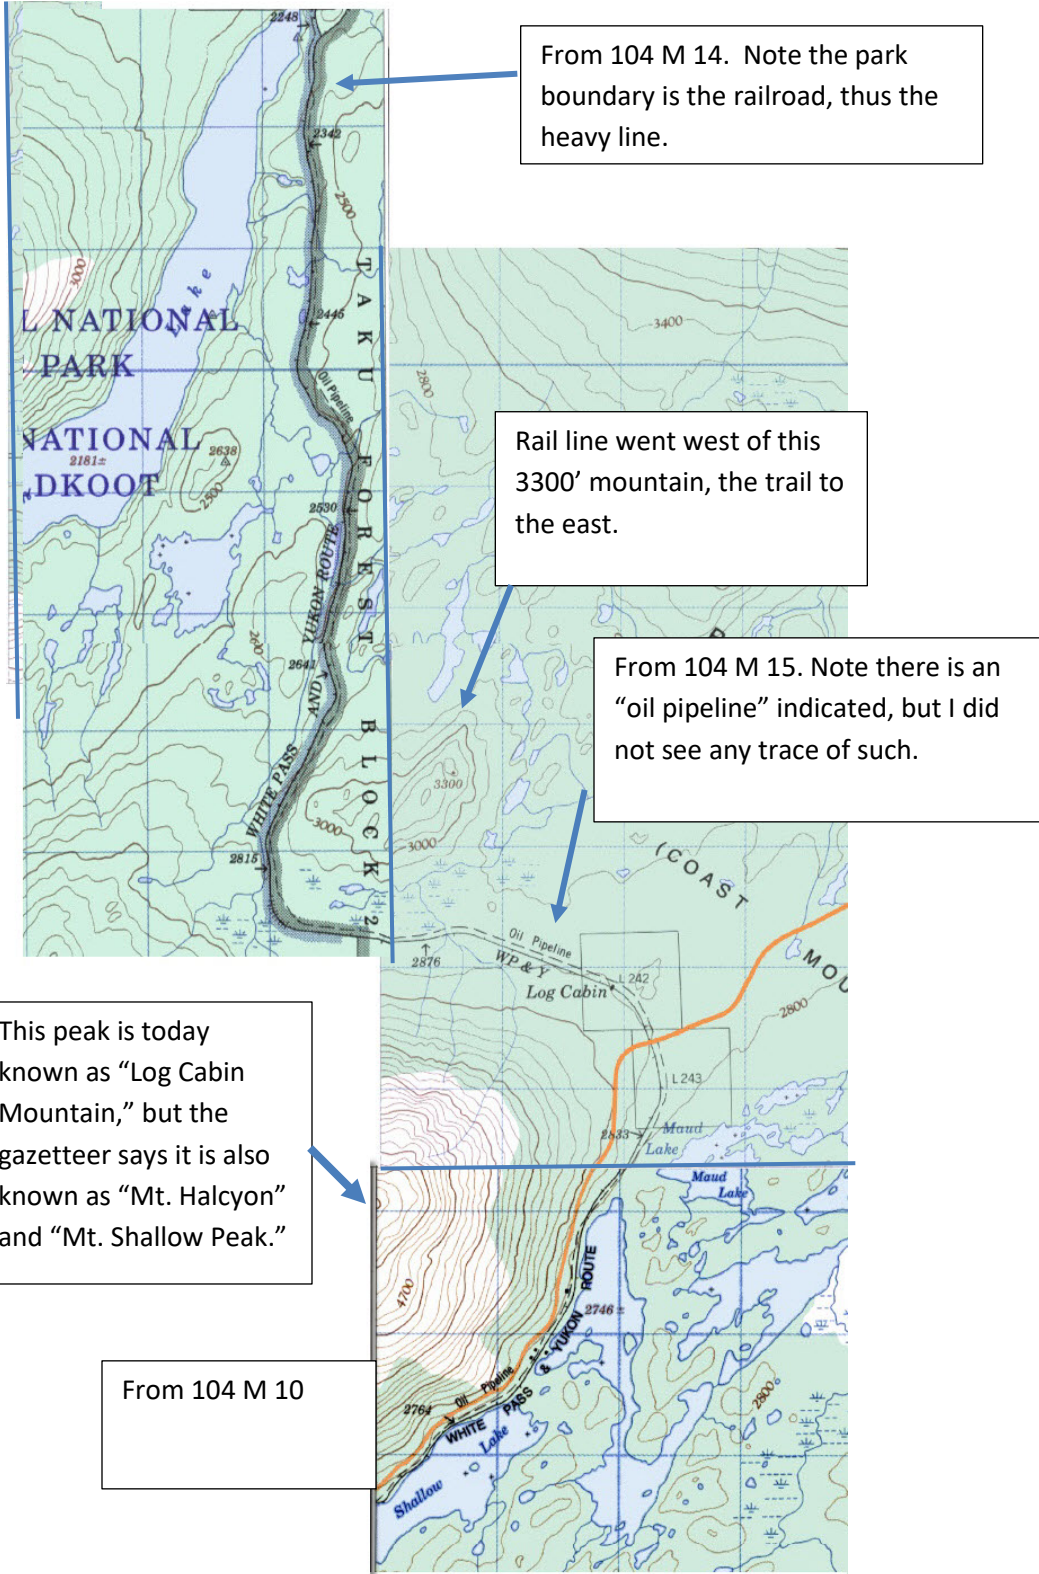 2248
From 104 M 14.  Note the park
boundary is the railroad, thus the
heavy line.
2342
2500
3000
Lake
TAKU FOREST BLOCK 2
L NATIONAL
PARK
2445
3400
2800
Oil Pipeline
NATIONAL
2181±
DKOOT
2638
2500
Rail line went west of this
3300’ mountain, the trail to
the east.
2530
WHITE PASS AND YUKON ROUTE
2641
From 104 M 15. Note there is an
“oil pipeline” indicated, but I did
not see any trace of such.
3300
3000
3000
2815
(COAST
MOU
2876
Oil Pipeline
WP & Y
L 242
Log Cabin
2800
This peak is today
known as “Log Cabin
Mountain,” but the
gazetteer says it is also
known as “Mt. Halcyon”
and “Mt. Shallow Peak.”
L 243
2833
Maud
Lake
Maud
Lake
4700
2746±
WHITE PASS & YUKON ROUTE
Oil Pipeline
From 104 M 10
2764
2800
Shallow Lake